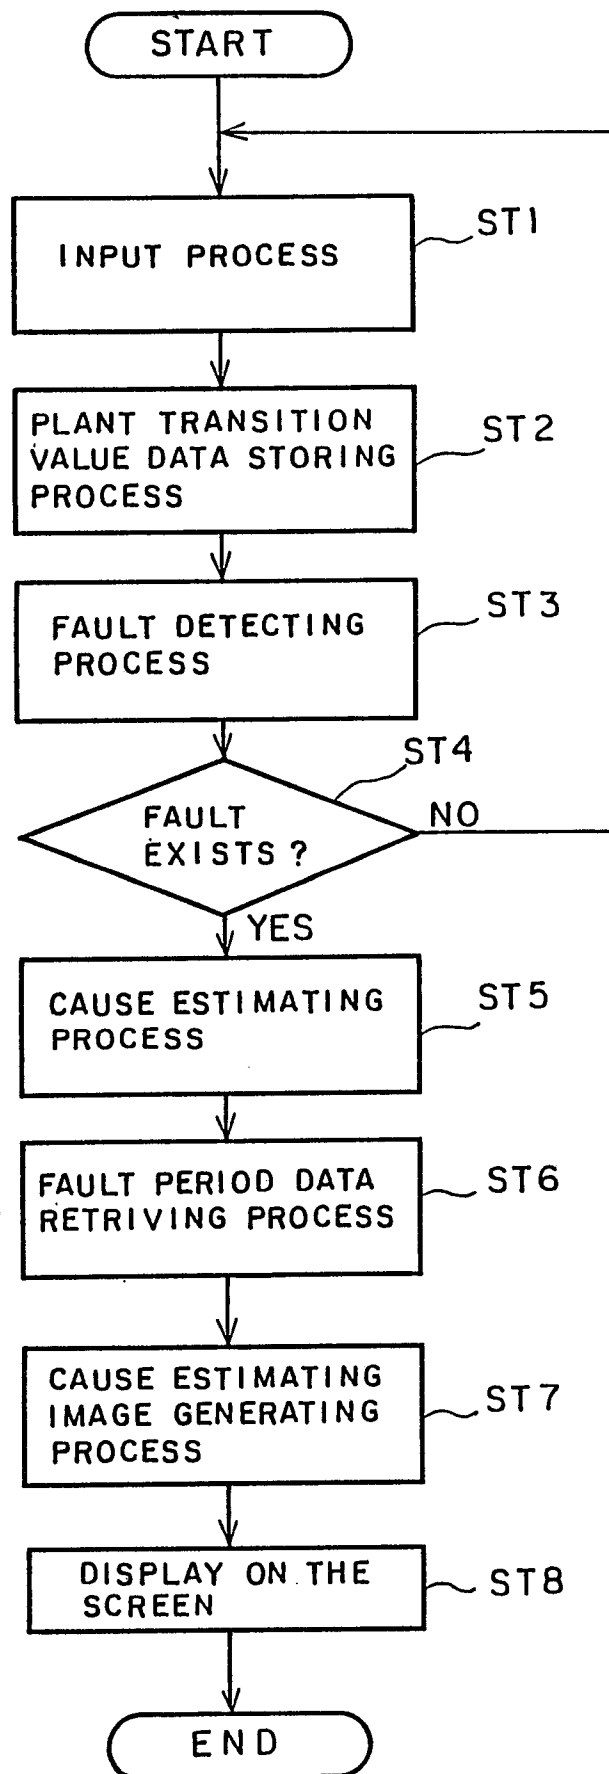 START
INPUT PROCESS
ST1
PLANT TRANSITION
VALUE DATA STORING
PROCESS
ST2
FAULT DETECTING
PROCESS
ST3
ST4
FAULT
EXISTS ?
NO
YES
CAUSE ESTIMATING
PROCESS
ST5
FAULT PERIOD DATA
RETRIVING PROCESS
ST6
CAUSE ESTIMATING
IMAGE GENERATING
PROCESS
ST7
DISPLAY ON THE
SCREEN
ST8
END